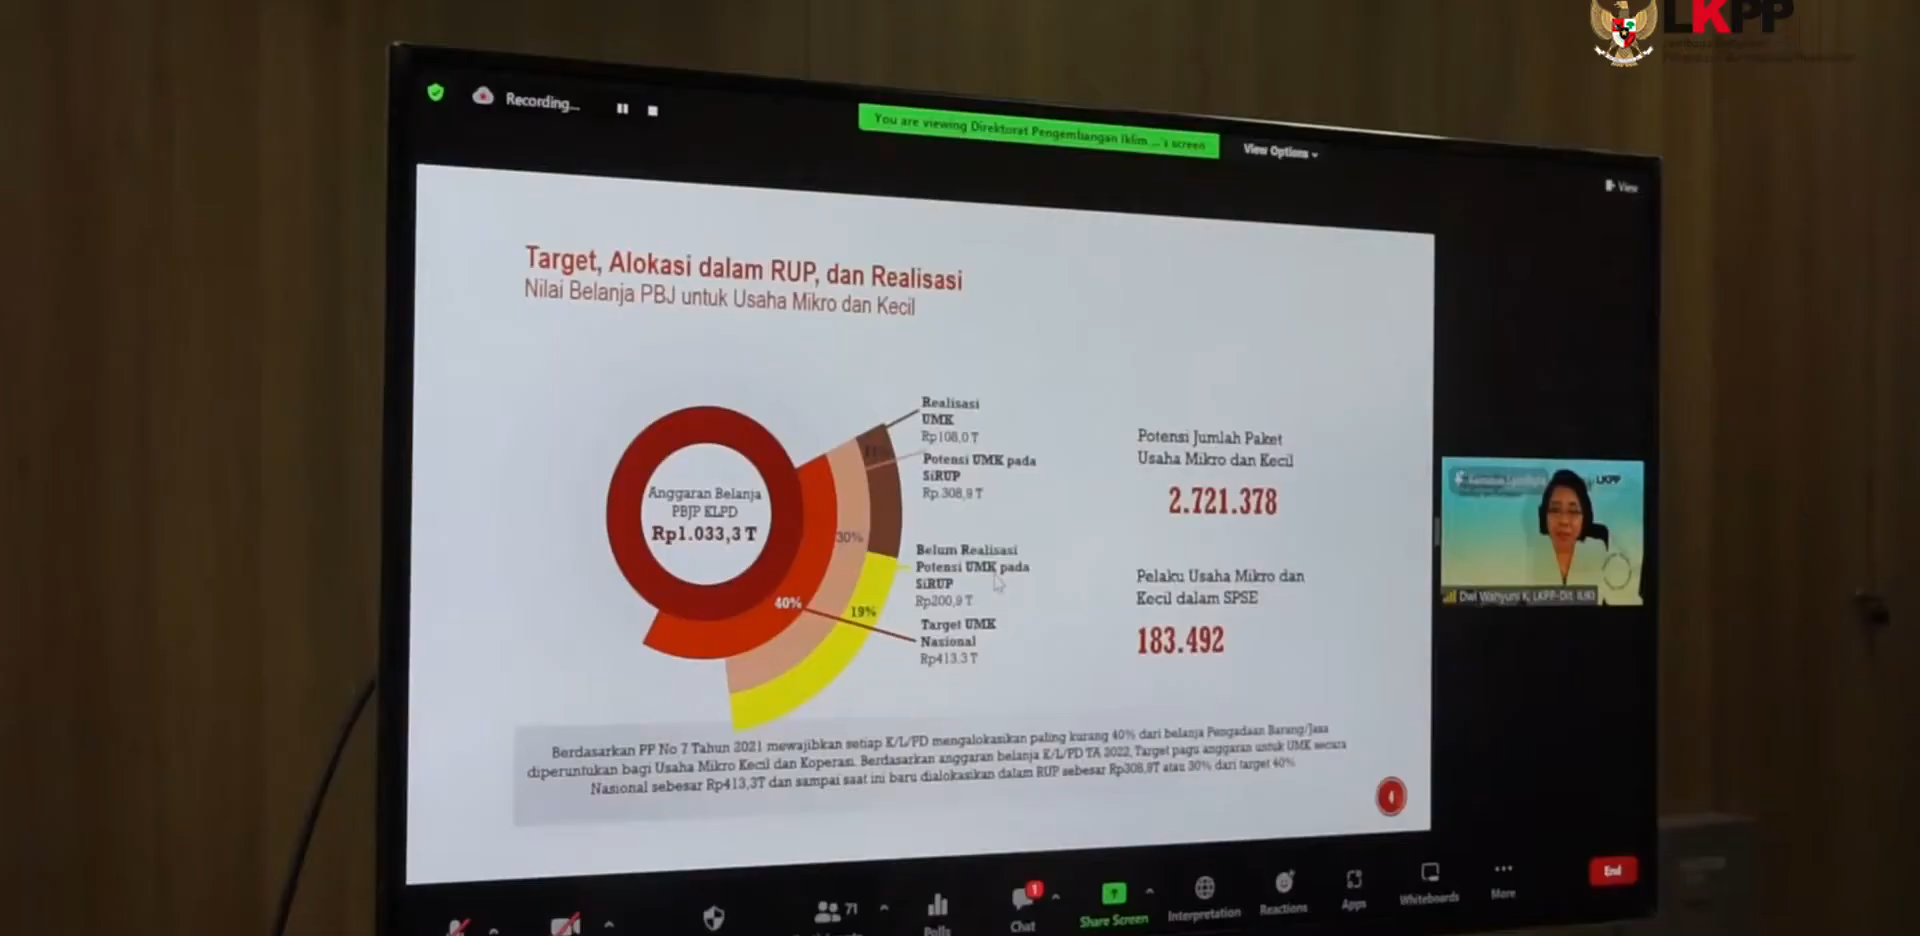 LKPP
Recording...
You are viewing Direktorat Pengembangan Iklim ...'s screen
View Options
View
Target, Alokasi dalam RUP, dan Realisasi
Nilai Belanja PBJ untuk Usaha Mikro dan Kecil
Anggaran Belanja
PBJP KLPD
Rp1.033,3 T
Realisasi
UMK
Rp108,0 T
Potensi UMK pada
SiRUP
Rp.308,9 T
30%
Belum Realisasi
Potensi UMK pada
SiRUP
Rp200,9 T
40%
19%
Target UMK
Nasional
Rp413.3 T
Potensi Jumlah Paket
Usaha Mikro dan Kecil
2.721.378
Pelaku Usaha Mikro dan
Kecil dalam SPSE
183.492
LKPP
Dwi Wahyuni K, LKPP-Dit
Berdasarkan PP No 7 Tahun 2021 mewajibkan setiap K/L/PD mengalokasikan paling kurang 40% dari belanja Pengadaan Barang/Jasa
diperuntukan bagi Usaha Mikro Kecil dan Koperasi. Berdasarkan anggaran belanja K/L/PD TA 2022, Target pagu anggaran untuk UMK secara
Nasional sebesar Rp413,3T dan sampai saat ini baru dialokasikan dalam RUP sebesar Rp308,9T atau 30% dari target 40%
4
71
Polls
1
Chat
Share Screen
Interpretation
Reactions
Apps
Whiteboards
More
End